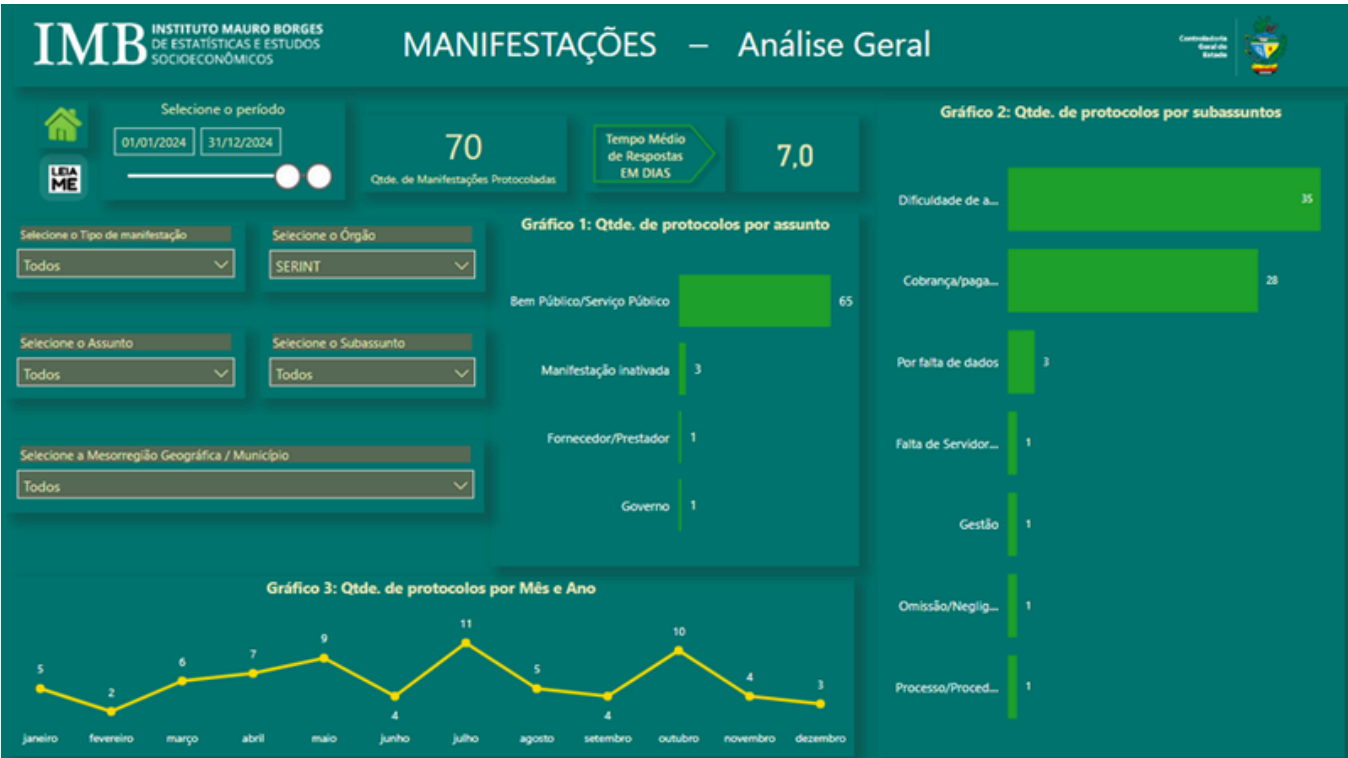 IMB
INSTITUTO MAURO BORGES
DE ESTATÍSTICAS E ESTUDOS
SOCIOECONÔMICOS
MANIFESTAÇÕES – Análise Geral
Controladoria
Geral do
Estado
LEIA
ME
Selecione o período
01/01/2024 31/12/2024
70
Qtde. de Manifestações Protocoladas
Tempo Médio
de Respostas
EM DIAS
7,0
Selecione o Tipo de manifestação
Todos
Selecione o Órgão
SERINT
Selecione o Assunto
Todos
Selecione o Subassunto
Todos
Selecione a Mesorregião Geográfica / Município
Todos
Gráfico 1: Qtde. de protocolos por assunto
Bem Público/Serviço Público 65
Manifestação inativada 3
Fornecedor/Prestador 1
Governo 1
Gráfico 2: Qtde. de protocolos por subassuntos
Dificuldade de a... 35
Cobrança/paga... 28
Por falta de dados 3
Falta de Servidor... 1
Gestão 1
Omissão/Neglig... 1
Processo/Proced... 1
Gráfico 3: Qtde. de protocolos por Mês e Ano
5 2 6 7 9 4 11 5 4 10 4 3
janeiro fevereiro março abril maio junho julho agosto setembro outubro novembro dezembro